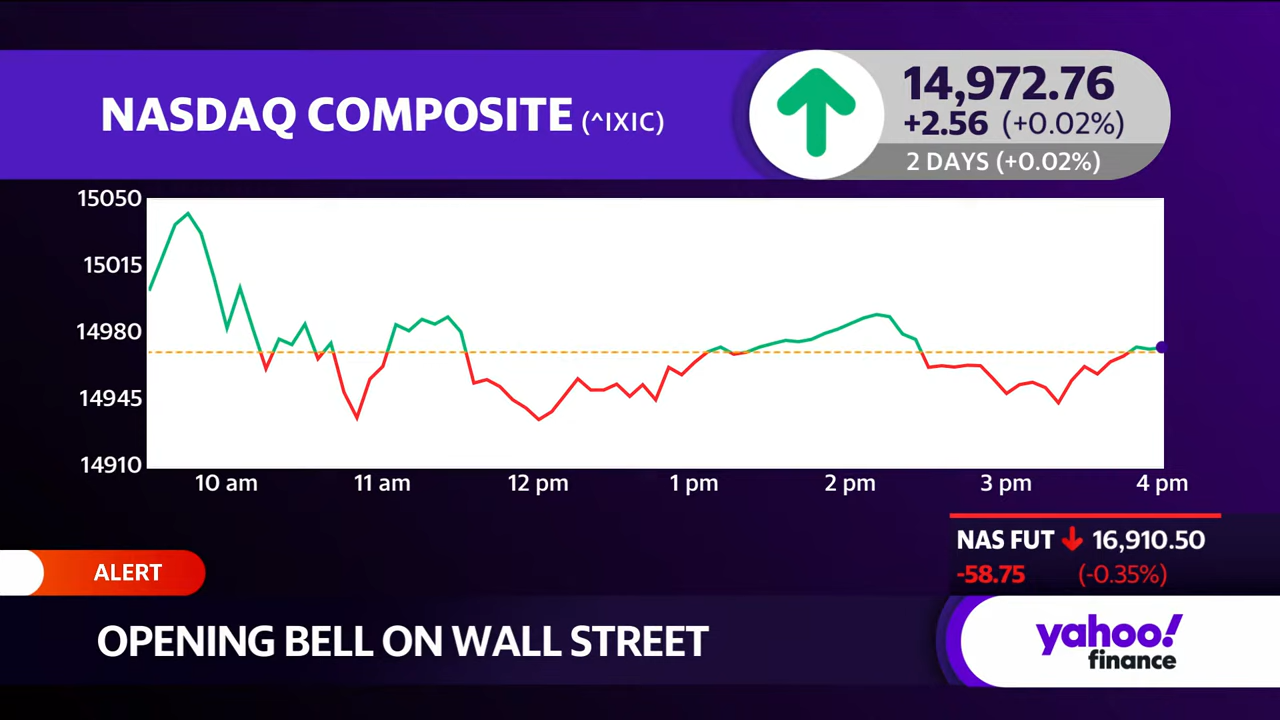 NASDAQ COMPOSITE (^IXIC)
14,972.76
+2.56 (+0.02%)
2 DAYS (+0.02%)
15050
15015
14980
14945
14910
10 am 11 am 12 pm 1 pm 2 pm 3 pm 4 pm
NAS FUT 16,910.50
-58.75 (-0.35%)
ALERT
OPENING BELL ON WALL STREET
yahoo!
finance